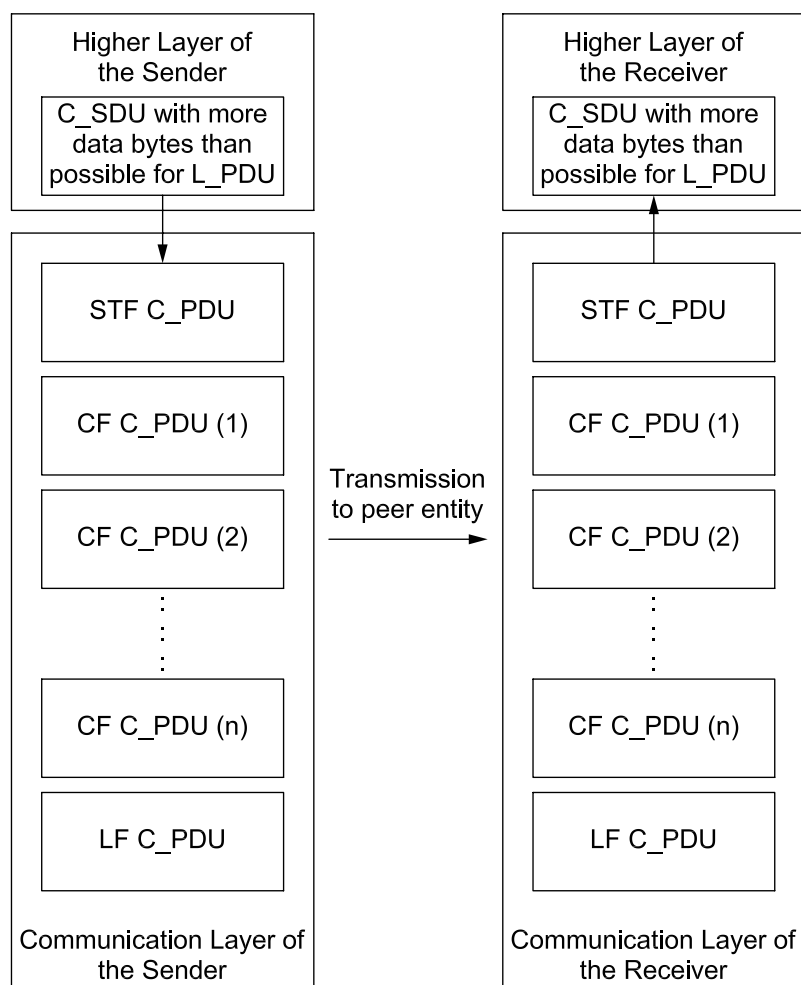 Higher Layer of
the Sender
C_SDU with more
data bytes than
possible for L_PDU
STF C_PDU
CF C_PDU (1)
CF C_PDU (2)
CF C_PDU (n)
LF C_PDU
Communication Layer of
the Sender
Transmission
to peer entity
Higher Layer of
the Receiver
C_SDU with more
data bytes than
possible for L_PDU
STF C_PDU
CF C_PDU (1)
CF C_PDU (2)
CF C_PDU (n)
LF C_PDU
Communication Layer of
the Receiver